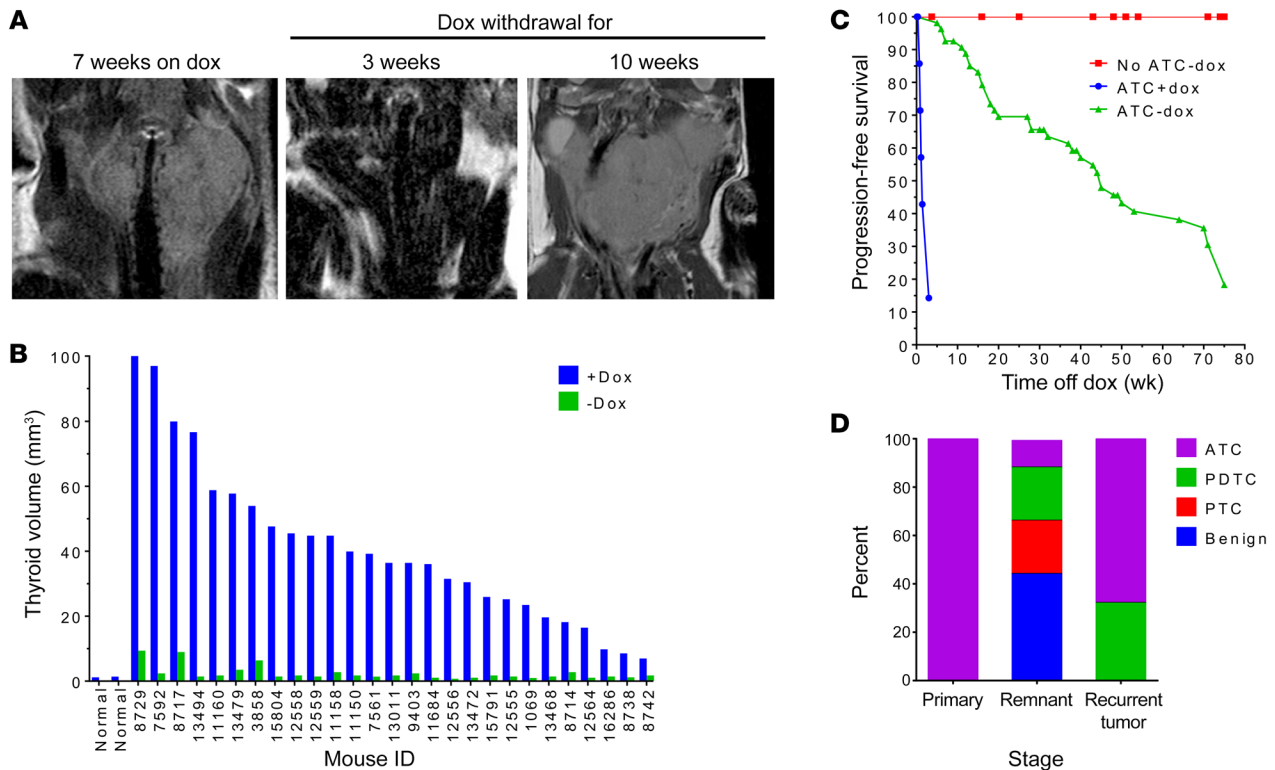 A
Dox withdrawal for
7 weeks on dox
3 weeks
10 weeks
B
Thyroid volume (mm³)
100
80
60
40
20
0
+Dox
-Dox
Normal
Normal
8729
7592
8717
13494
11160
13479
3858
15804
12558
12559
11158
11150
7561
13011
9403
11684
12556
13472
15791
12555
1069
13468
8714
12564
16286
8738
8742
Mouse ID
C
Progression-free survival
100
90
80
70
60
50
40
30
20
10
0
No ATC-dox
ATC+dox
ATC-dox
0 10 20 30 40 50 60 70 80
Time off dox (wk)
D
Percent
100
80
60
40
20
0
ATC
PDTC
PTC
Benign
Primary
Remnant
Recurrent
tumor
Stage